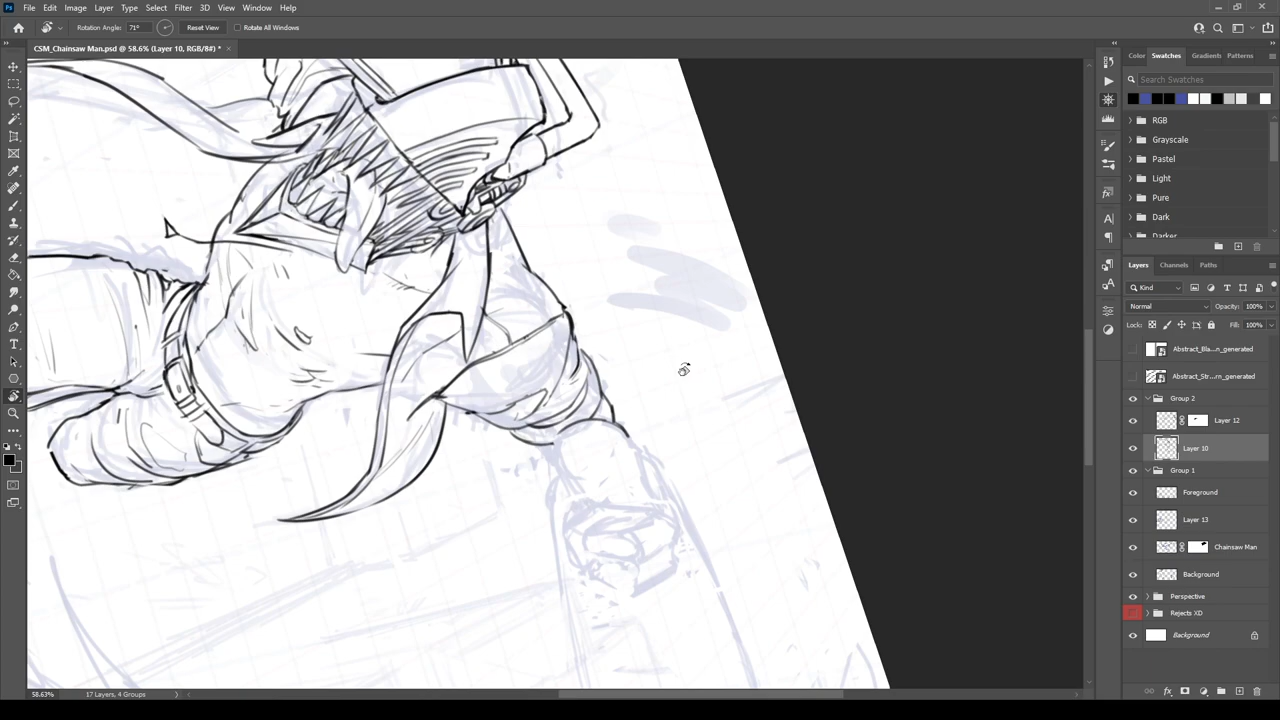 Ps File Edit Image Layer Type Select Filter 3D View Window Help
Rotation Angle: 71° Reset View Rotate All Windows
CSM_Chainsaw Man.psd @ 58.6% (Layer 10, RGB/8#) * ×
Color Swatches Gradients Patterns
Search Swatches
RGB
Grayscale
Pastel
Light
Pure
Dark
Darker
Layers Channels Paths
Kind
Normal Opacity: 100%
Lock: Fill: 100%
Abstract_Bla...n_generated
Abstract_Str...rn_generated
Group 2
Layer 12
Layer 10
Group 1
Foreground
Layer 13
Chainsaw Man
Background
Perspective
Rejects XD
Background
58.63% 17 Layers, 4 Groups